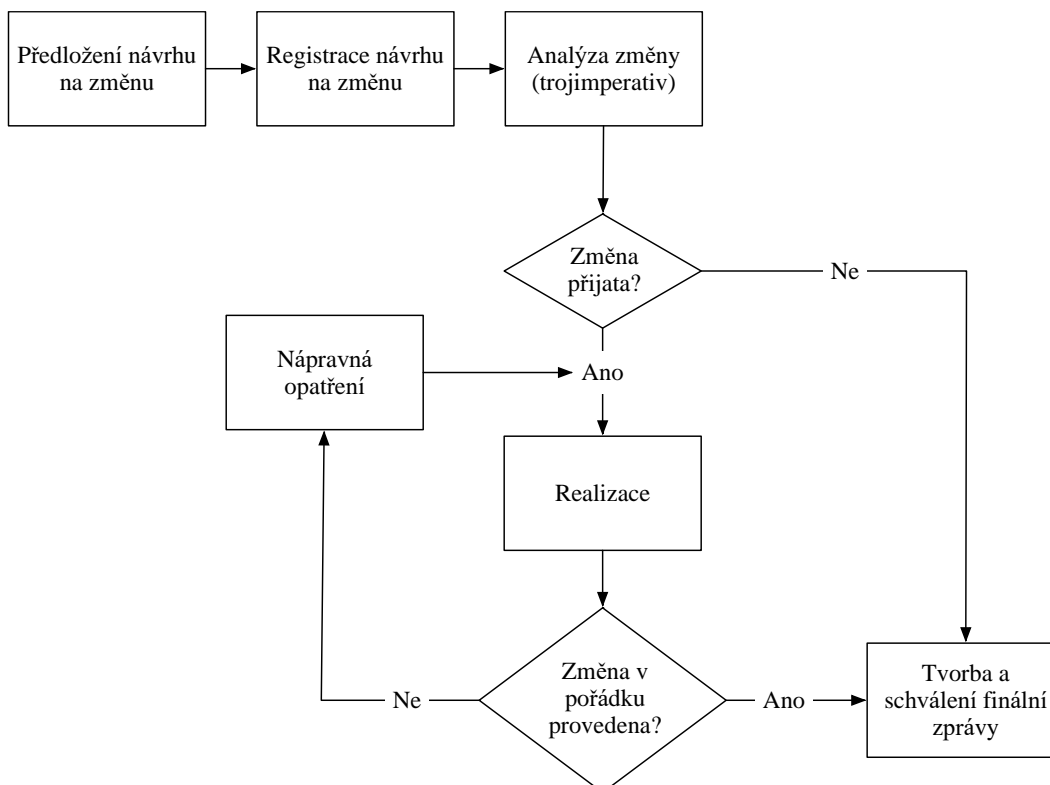 Předložení návrhu
na změnu
Registrace návrhu
na změnu
Analýza změny
(trojimperativ)
Změna
přijata?
Ne
Nápravná
opatření
Ano
Realizace
Změna v
pořádku
provedena?
Ne
Ano
Tvorba a
schválení finální
zprávy